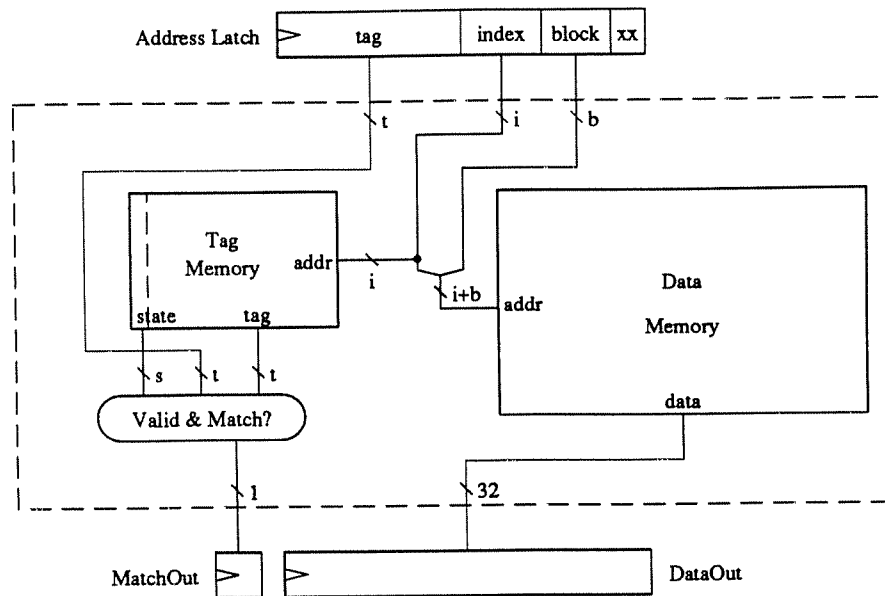 Address Latch
tag index block xx
t i b
Tag
Memory
addr
i
i+b
Data
Memory
addr
state tag
data
s t t
Valid & Match?
1
32
MatchOut
DataOut